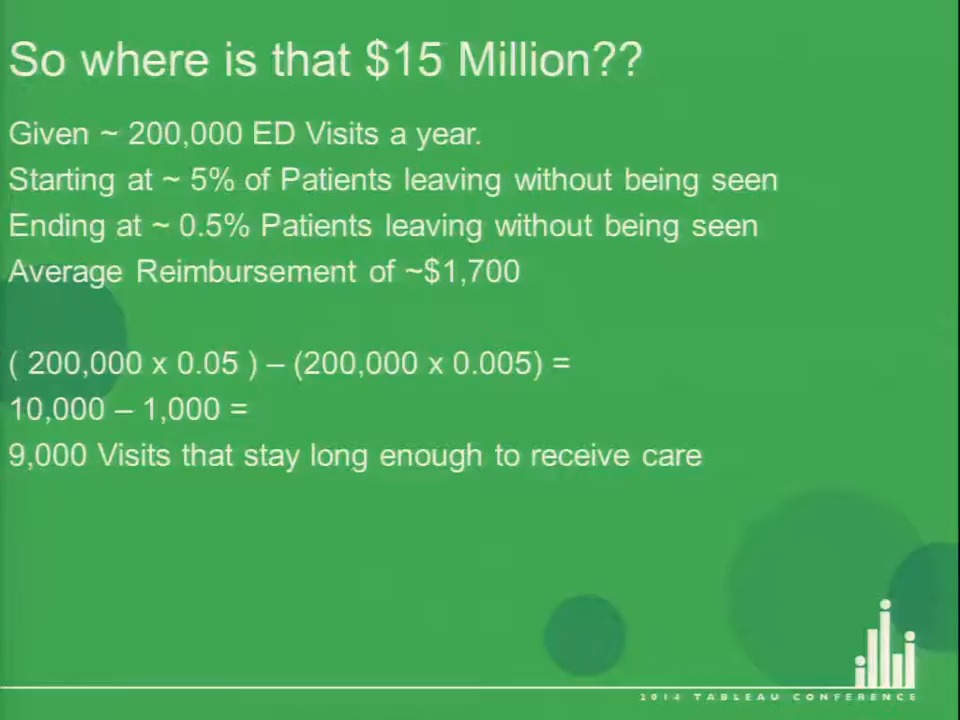 So where is that $15 Million??
Given ~ 200,000 ED Visits a year.
Starting at ~ 5% of Patients leaving without being seen
Ending at ~ 0.5% Patients leaving without being seen
Average Reimbursement of ~$1,700
( 200,000 x 0.05 ) – (200,000 x 0.005) =
10,000 – 1,000 =
9,000 Visits that stay long enough to receive care
2014 TABLEAU CONFERENCE